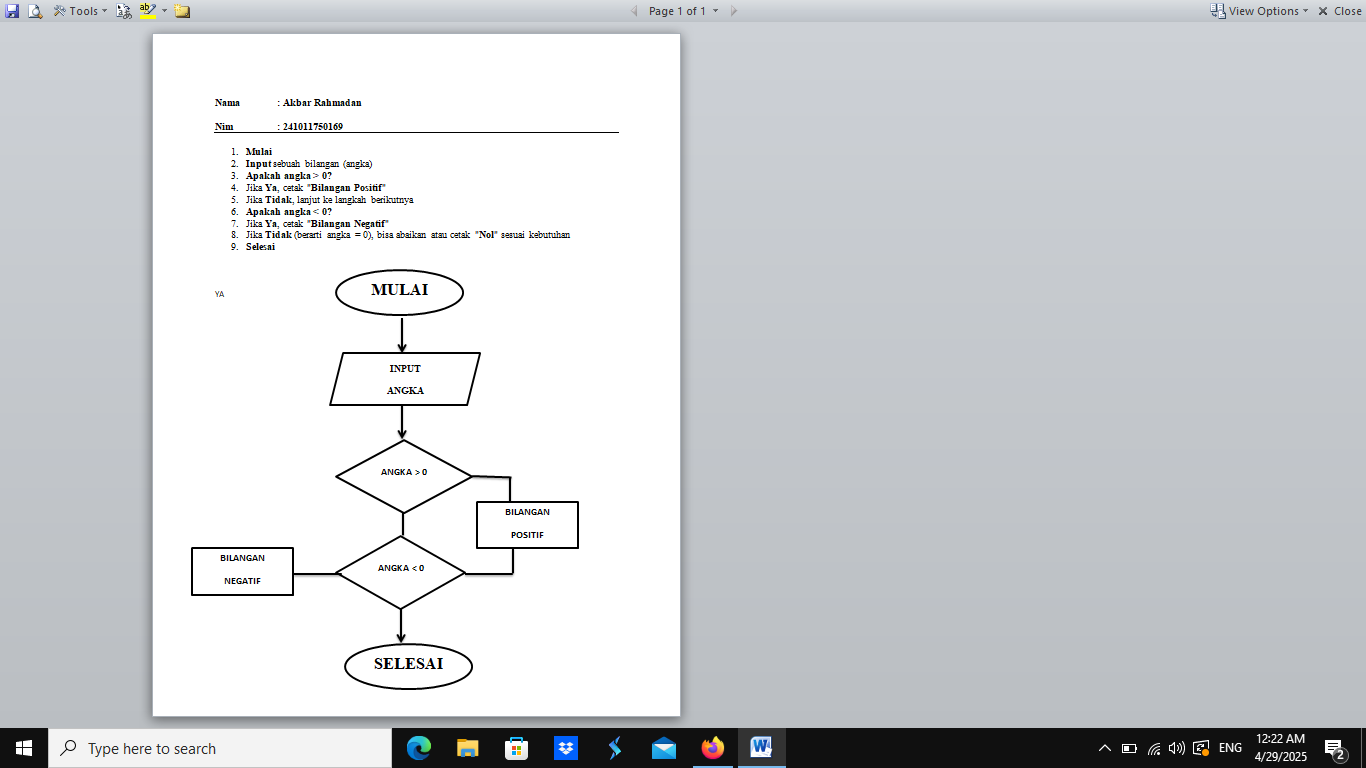 Tools
Page 1 of 1
View Options
Close
Nama : Akbar Rahmadan
Nim : 241011750169
1. Mulai
2. Input sebuah bilangan (angka)
3. Apakah angka > 0?
4. Jika Ya, cetak "Bilangan Positif"
5. Jika Tidak, lanjut ke langkah berikutnya
6. Apakah angka < 0?
7. Jika Ya, cetak "Bilangan Negatif"
8. Jika Tidak (berarti angka = 0), bisa abaikan atau cetak "Nol" sesuai kebutuhan
9. Selesai
YA
MULAI
INPUT
ANGKA
ANGKA > 0
BILANGAN
POSITIF
BILANGAN
NEGATIF
ANGKA < 0
SELESAI
Type here to search
ENG
12:22 AM
4/29/2025
2